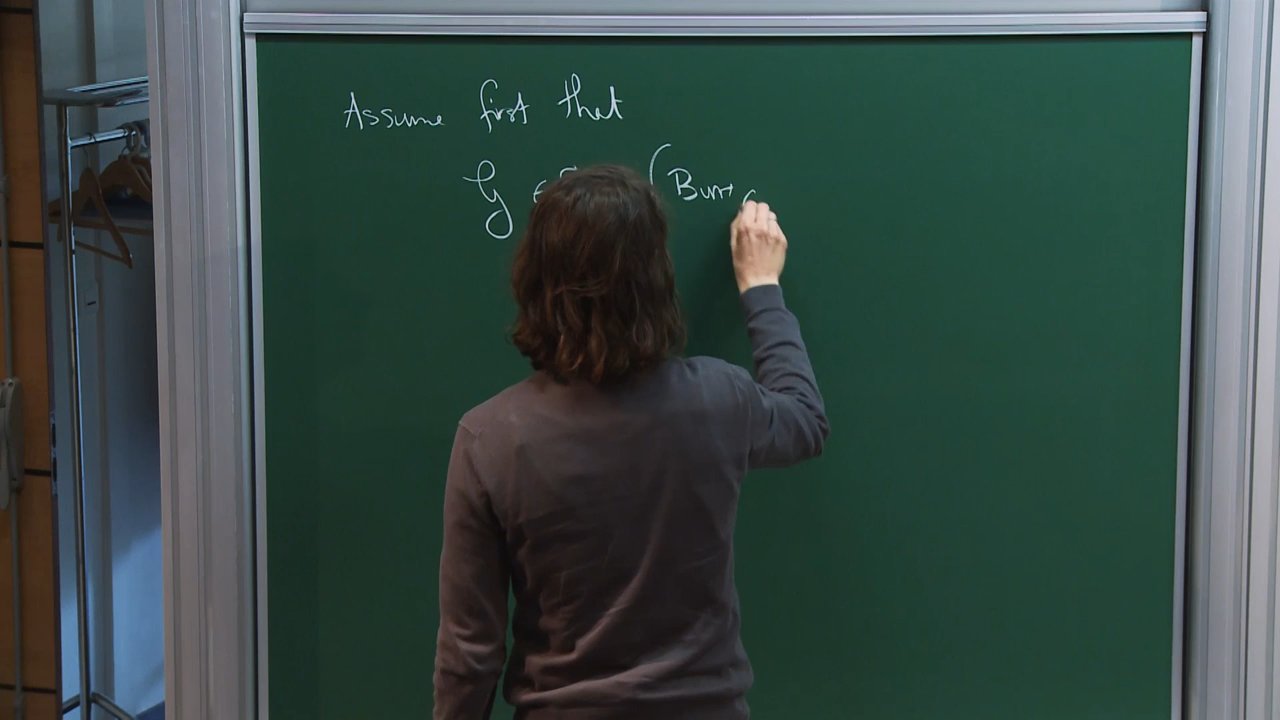 Assume first that
G ∈ ( Bun